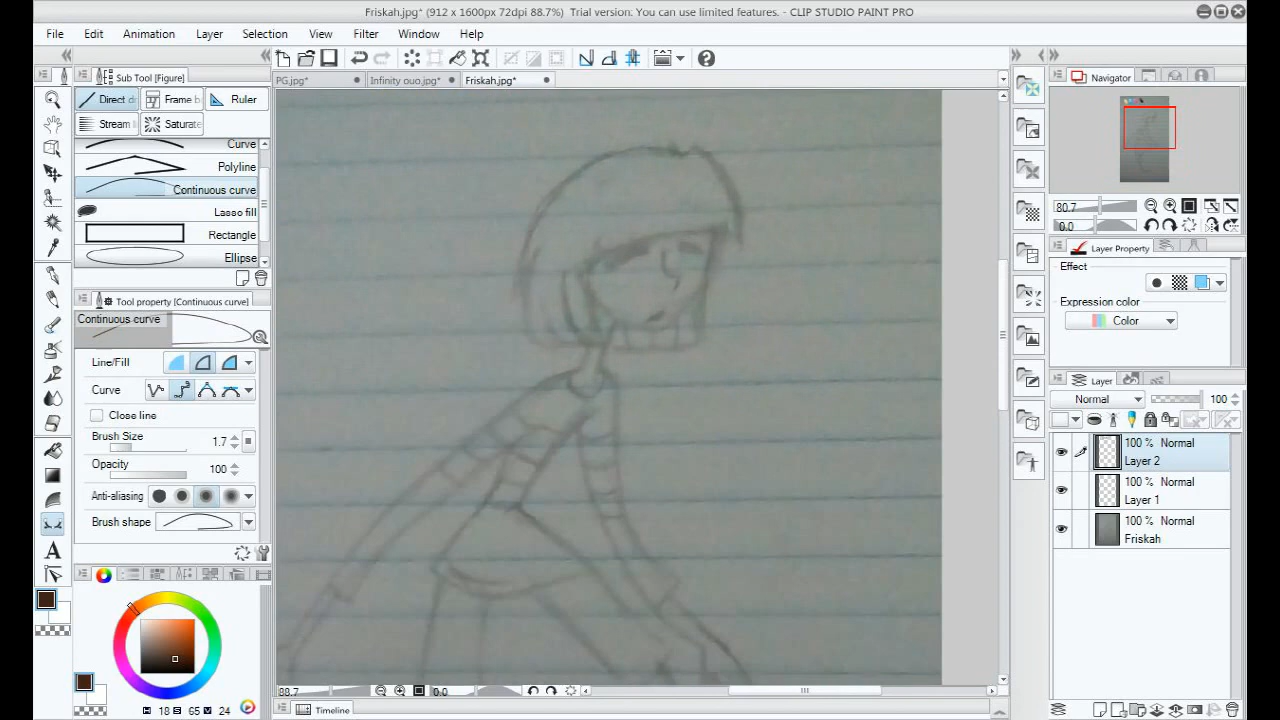 Friskah.jpg* (912 x 1600px 72dpi 88.7%)  Trial version: You can use limited features. - CLIP STUDIO PAINT PRO
File Edit Animation Layer Selection View Filter Window Help
Sub Tool [Figure]
PG.jpg* Infinity ouo.jpg* Friskah.jpg*
Navigator
Direct d Frame b Ruler
Stream li Saturate
Curve
Polyline
Continuous curve
Lasso fill
Rectangle
Ellipse
80.7
0.0
Layer Property
Effect
Expression color
Color
Tool property [Continuous curve]
Continuous curve
Line/Fill
Curve
Close line
Brush Size 1.7
Opacity 100
Anti-aliasing
Brush shape
Layer
Normal 100
100 % Normal
Layer 2
100 % Normal
Layer 1
100 % Normal
Friskah
H 18 S 65 V 24
88.7 0.0
Timeline